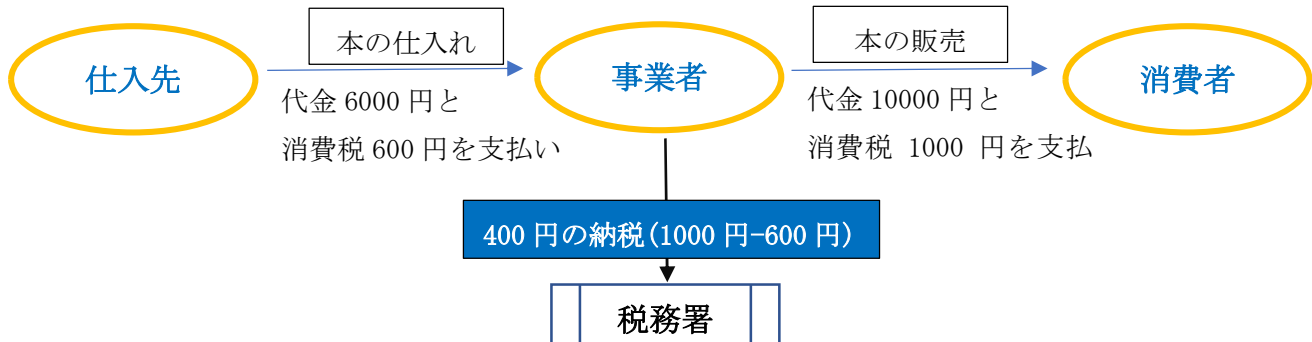 仕入先
本の仕入れ
代金 6000 円と
消費税 600 円を支払い
事業者
本の販売
代金 10000 円と
消費税 1000 円を支払
消費者
400 円の納税(1000 円-600 円)
税務署